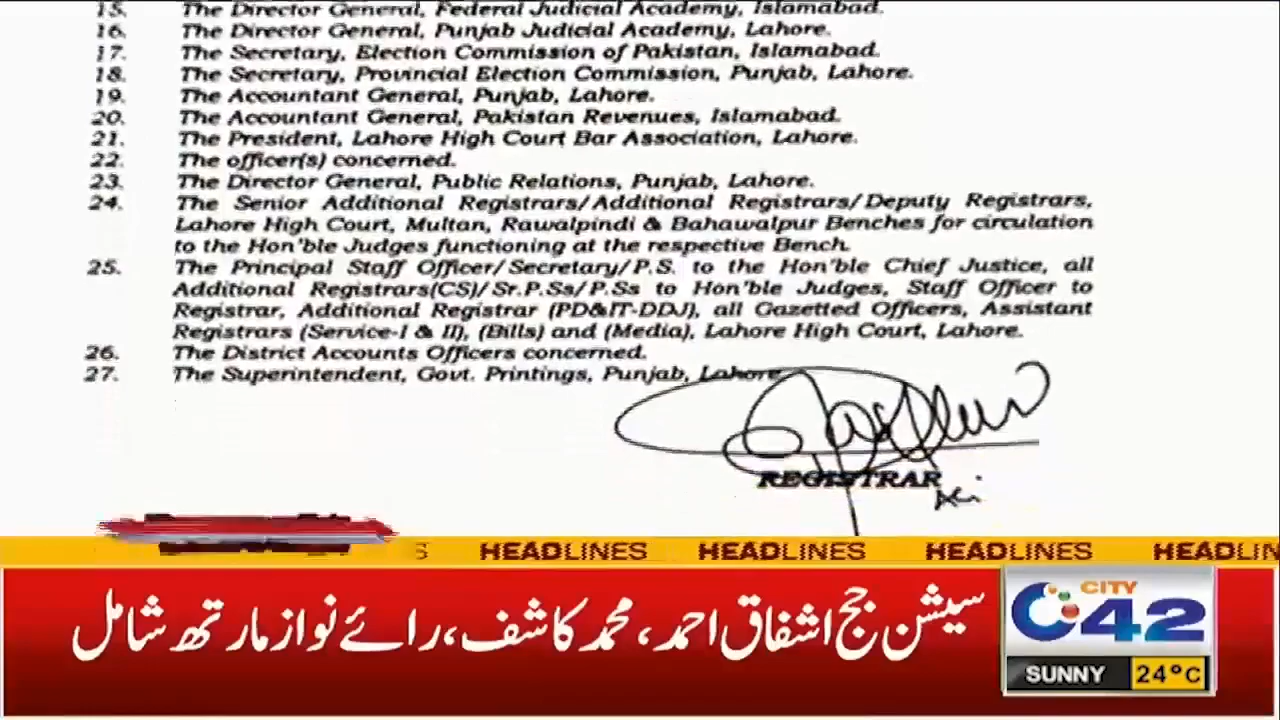 15. The Director General, Federal Judicial Academy, Islamabad.
16. The Director General, Punjab Judicial Academy, Lahore.
17. The Secretary, Election Commission of Pakistan, Islamabad.
18. The Secretary, Provincial Election Commission, Punjab, Lahore.
19. The Accountant General, Punjab, Lahore.
20. The Accountant General, Pakistan Revenues, Islamabad.
21. The President, Lahore High Court Bar Association, Lahore.
22. The officer(s) concerned.
23. The Director General, Public Relations, Punjab, Lahore.
24. The Senior Additional Registrars/Additional Registrars/Deputy Registrars,
Lahore High Court, Multan, Rawalpindi & Bahawalpur Benches for circulation
to the Hon'ble Judges functioning at the respective Bench.
25. The Principal Staff Officer/Secretary/P.S. to the Hon'ble Chief Justice, all
Additional Registrars(CS)/Sr.P.Ss/P.Ss to Hon'ble Judges, Staff Officer to
Registrar, Additional Registrar (PD&IT-DDJ), all Gazetted Officers, Assistant
Registrars (Service-I & II), (Bills) and (Media), Lahore High Court, Lahore.
26. The District Accounts Officers concerned.
27. The Superintendent, Govt. Printings, Punjab, Lahore
REGISTRAR
S HEADLINES HEADLINES HEADLINES HEADLIN
سیشن جج اشفاق احمد، محمد کاشف، رائے نواز مارتھ شامل
CITY
42
SUNNY 24°C